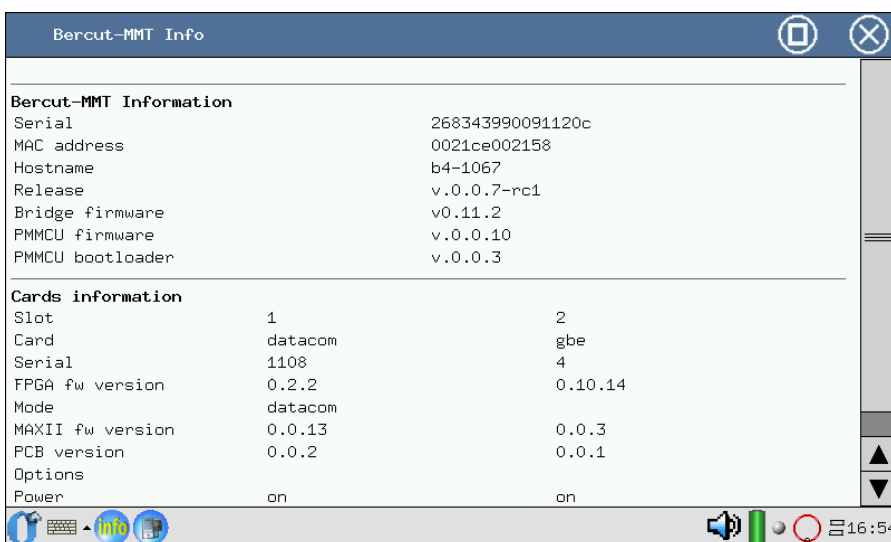 Bercut-MMT Info
Bercut-MMT Information
Serial 268343990091120c
MAC address 0021ce002158
Hostname b4-1067
Release v.0.0.7-rc1
Bridge firmware v0.11.2
PMMCU firmware v.0.0.10
PMMCU bootloader v.0.0.3
Cards information
Slot 1 2
Card datacom gbe
Serial 1108 4
FPGA fw version 0.2.2 0.10.14
Mode datacom
MAXII fw version 0.0.13 0.0.3
PCB version 0.0.2 0.0.1
Options
Power on on
info 16:54